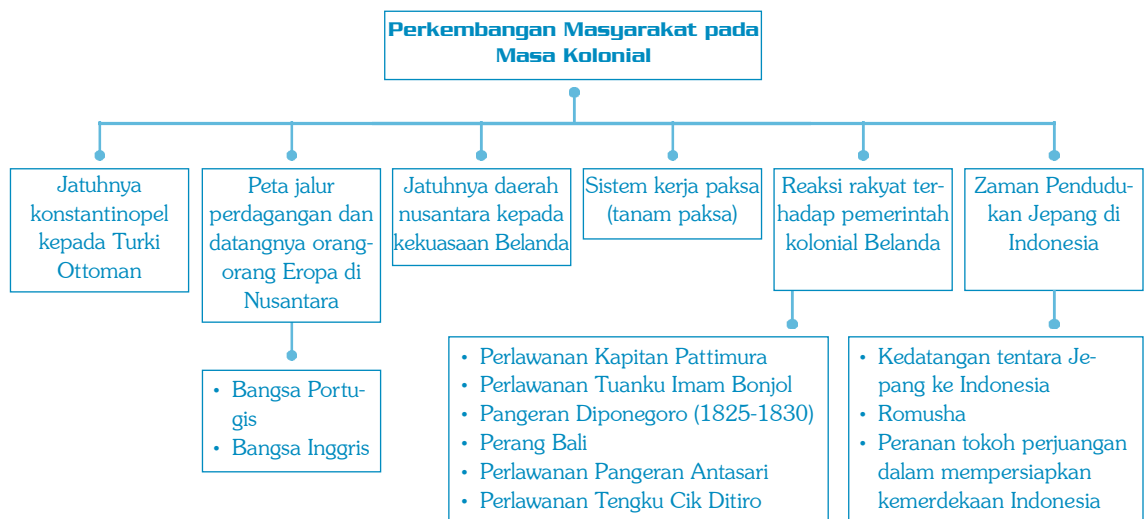 Perkembangan Masyarakat pada
Masa Kolonial
Jatuhnya
konstantinopel
kepada Turki
Ottoman
Peta jalur
perdagangan dan
datangnya orang-
orang Eropa di
Nusantara
Jatuhnya daerah
nusantara kepada
kekuasaan Belanda
Sistem kerja paksa
(tanam paksa)
Reaksi rakyat ter-
hadap pemerintah
kolonial Belanda
Zaman Pendudu-
kan Jepang di
Indonesia
• Bangsa Portu-
gis
• Bangsa Inggris
• Perlawanan Kapitan Pattimura
• Perlawanan Tuanku Imam Bonjol
• Pangeran Diponegoro (1825-1830)
• Perang Bali
• Perlawanan Pangeran Antasari
• Perlawanan Tengku Cik Ditiro
• Kedatangan tentara Je-
pang ke Indonesia
• Romusha
• Peranan tokoh perjuangan
dalam mempersiapkan
kemerdekaan Indonesia